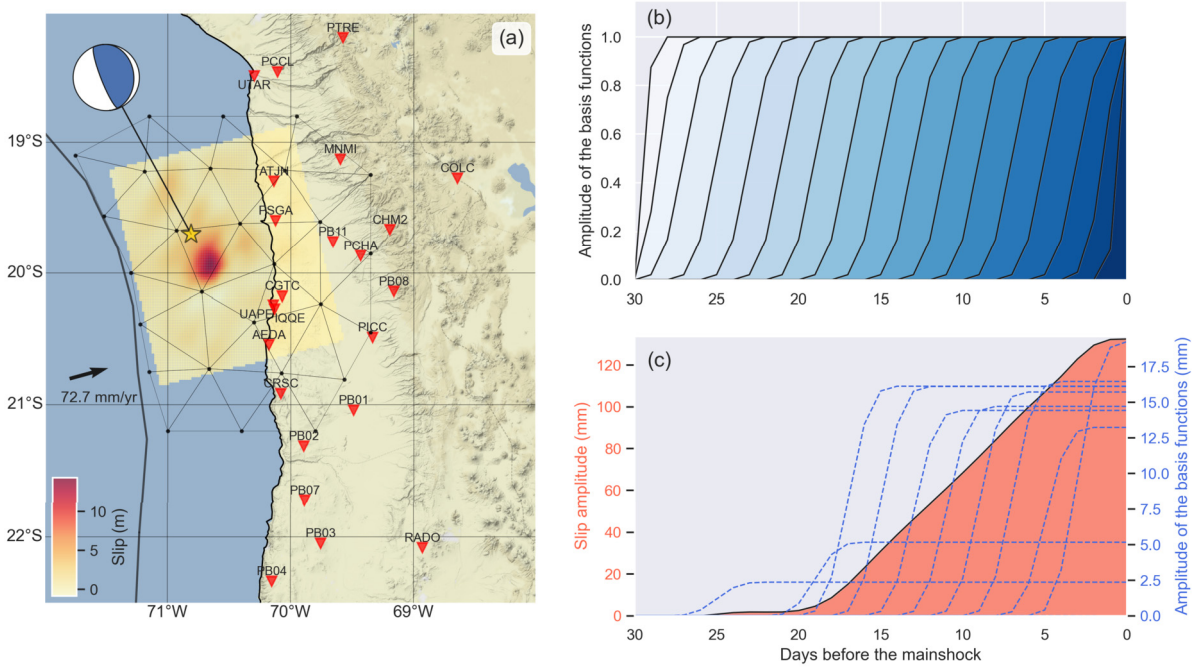 (a)
PTRE
PCCL
UTAR
19°S
MNMI
COLC
ATJN
PSGA
CHM2
PB11
PCHA
20°S
CGTC
PB08
UAPE
IQQE
PICC
AEDA
CRSC
72.7 mm/yr
PB01
21°S
PB02
PB07
10
5
0
Slip (m)
PB03
RADO
22°S
PB04
71°W
70°W
69°W
(b)
Amplitude of the basis functions
1.0
0.8
0.6
0.4
0.2
0.0
30
25
20
15
10
5
0
(c)
Slip amplitude (mm)
120
100
80
60
40
20
0
17.5
15.0
12.5
10.0
7.5
5.0
2.5
0.0
Amplitude of the basis functions (mm)
30
25
20
15
10
5
0
Days before the mainshock